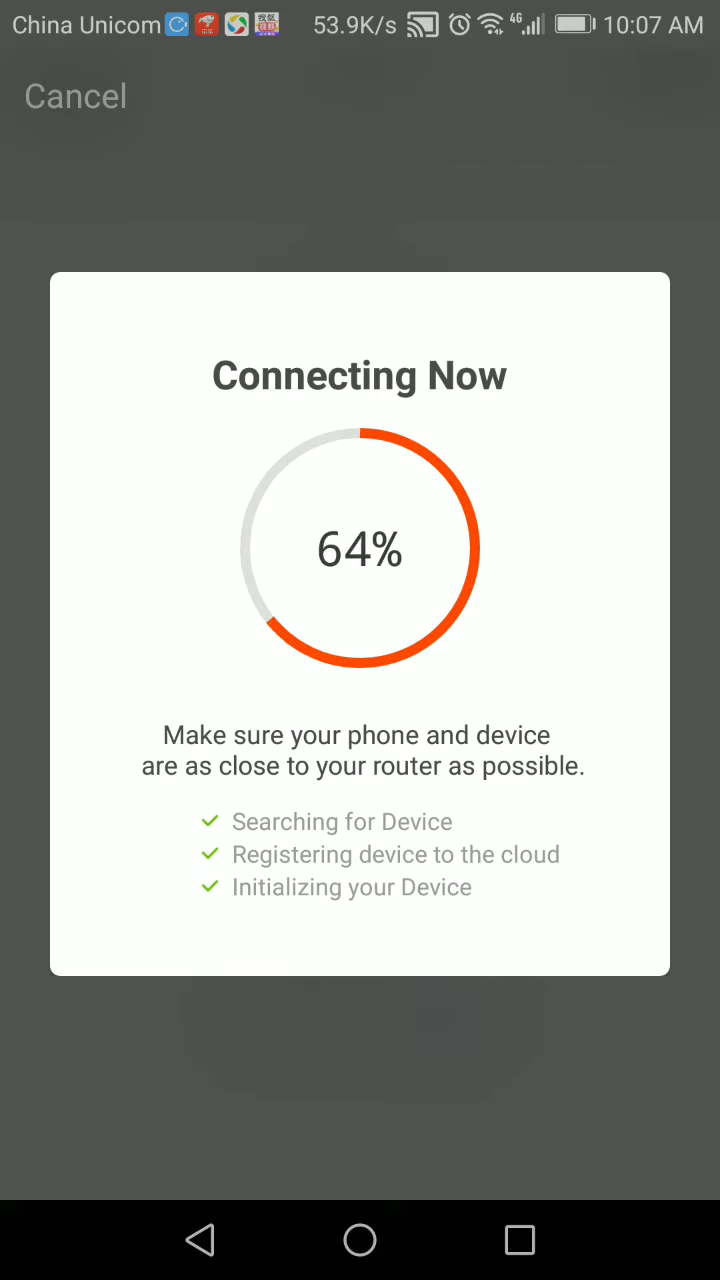 China Unicom 53.9K/s 4G 10:07 AM
Cancel
Connecting Now
64%
Make sure your phone and device
are as close to your router as possible.
Searching for Device
Registering device to the cloud
Initializing your Device